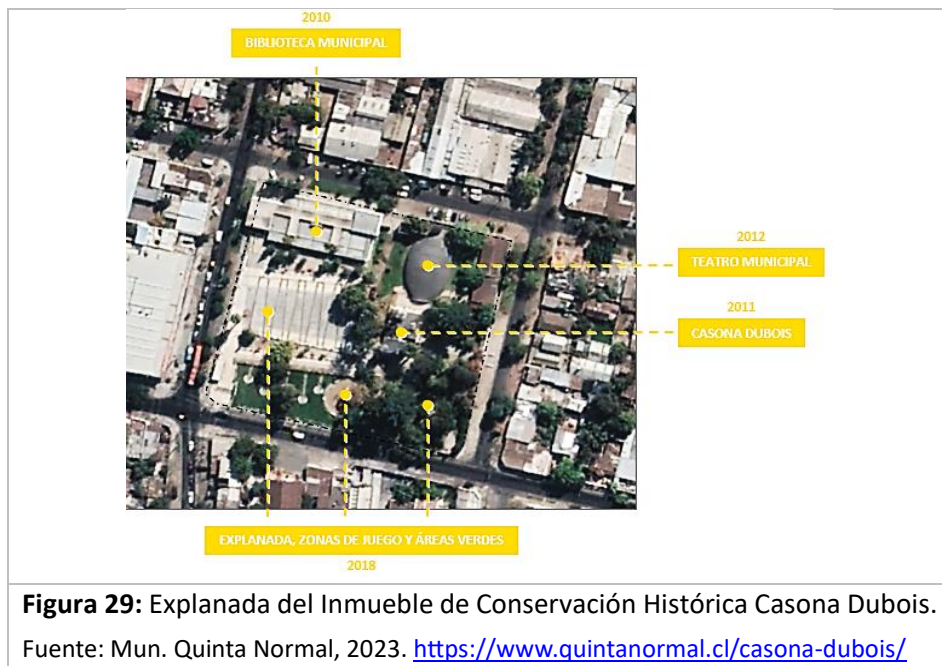 2010
BIBLIOTECA MUNICIPAL
2012
TEATRO MUNICIPAL
2011
CASONA DUBOIS
EXPLANADA, ZONAS DE JUEGO Y ÁREAS VERDES
2018
Figura 29: Explanada del Inmueble de Conservación Histórica Casona Dubois.
Fuente: Mun. Quinta Normal, 2023. https://www.quintanormal.cl/casona-dubois/